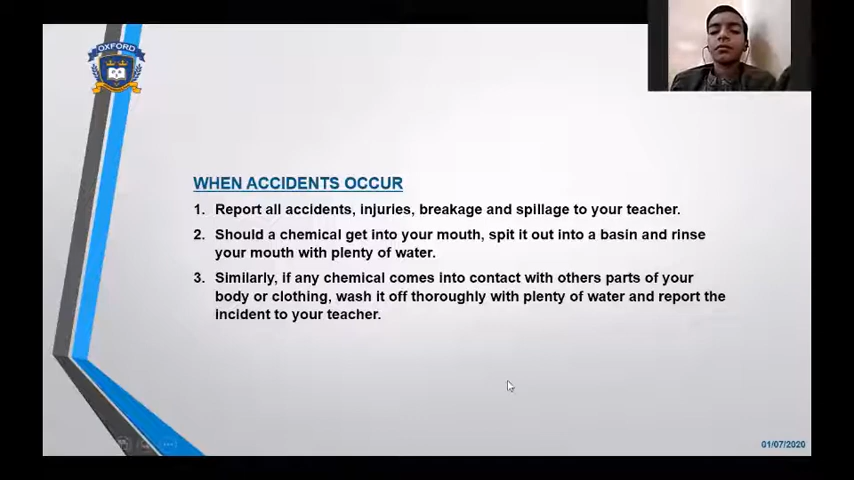 OXFORD
WHEN ACCIDENTS OCCUR
1. Report all accidents, injuries, breakage and spillage to your teacher.
2. Should a chemical get into your mouth, spit it out into a basin and rinse
your mouth with plenty of water.
3. Similarly, if any chemical comes into contact with others parts of your
body or clothing, wash it off thoroughly with plenty of water and report the
incident to your teacher.
01/07/2020